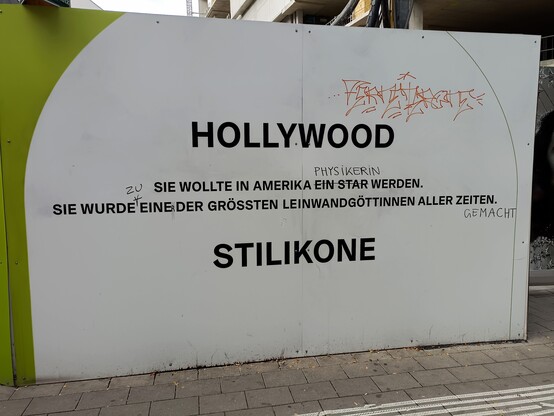 HOLLYWOOD
PHYSIKERIN
SIE WOLLTE IN AMERIKA EIN STAR WERDEN.
ZU
SIE WURDE EINE DER GRÖSSTEN LEINWANDGÖTTINNEN ALLER ZEITEN.
GEMACHT
STILIKONE